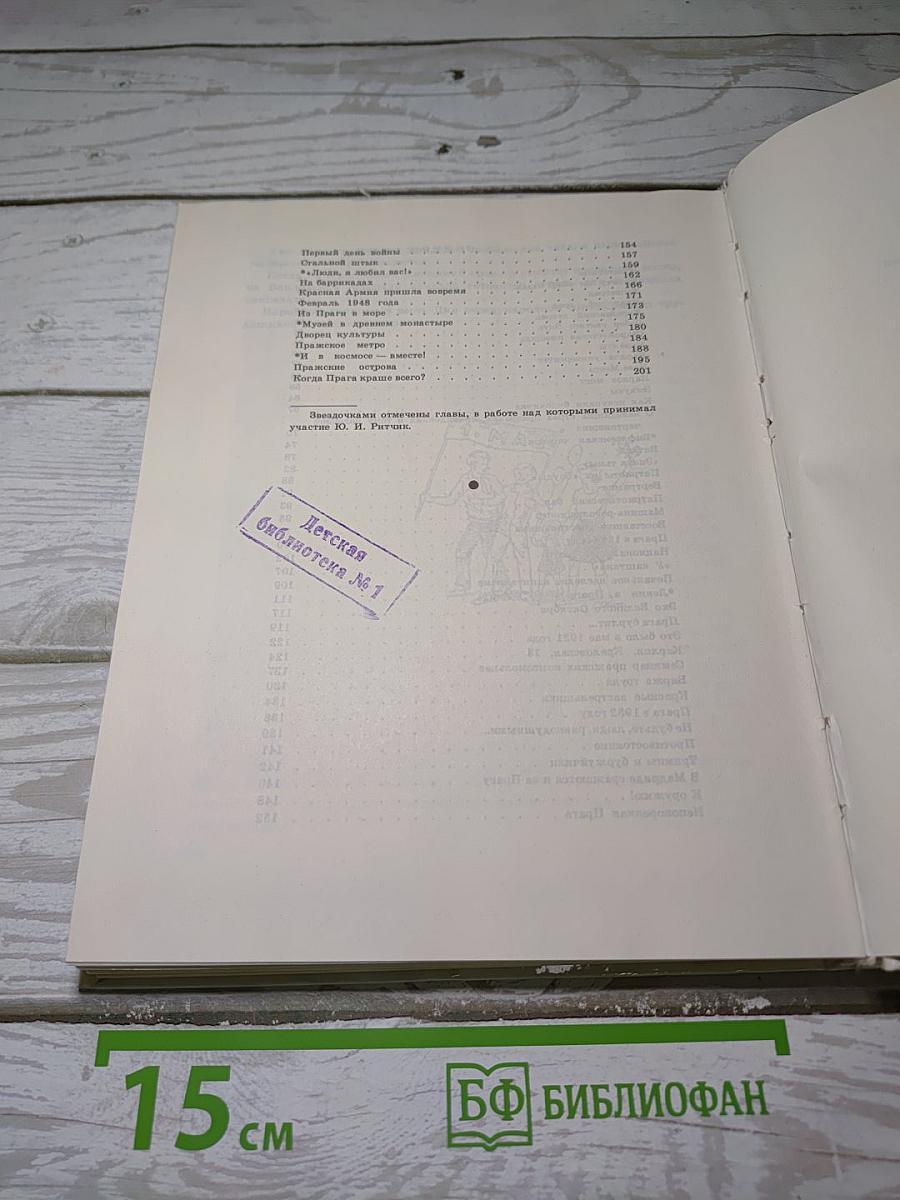 Первый день войны . . . . . . . . . . . . . . . 154
Стальной штык . . . . . . . . . . . . . . . 157
*«Люди, я любил вас!» . . . . . . . . . . . . . . . 159
На баррикадах . . . . . . . . . . . . . . . 162
Красная Армия пришла вовремя . . . . . . . . . . . . 166
Февраль 1948 года . . . . . . . . . . . . . . . 171
Из Праги в море . . . . . . . . . . . . . . . 173
*Музей в древнем монастыре . . . . . . . . . . . . 175
Дворец культуры . . . . . . . . . . . . . . . 180
Пражское метро . . . . . . . . . . . . . . . 184
*И в космосе — вместе! . . . . . . . . . . . . . . . 188
Пражские острова . . . . . . . . . . . . . . . 195
Когда Прага краше всего? . . . . . . . . . . . . . . . 201
Звездочками отмечены главы, в работе над которыми принимал
участие Ю. И. Ритчик.
Детская
библиотека № 1
15 см
БФ БИБЛИОФАН